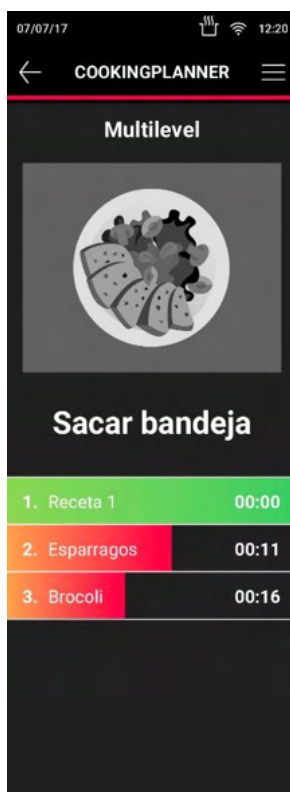 07/07/17 12:20
COOKINGPLANNER
Multilevel
Sacar bandeja
1. Receta 1 00:00
2. Esparragos 00:11
3. Brocoli 00:16